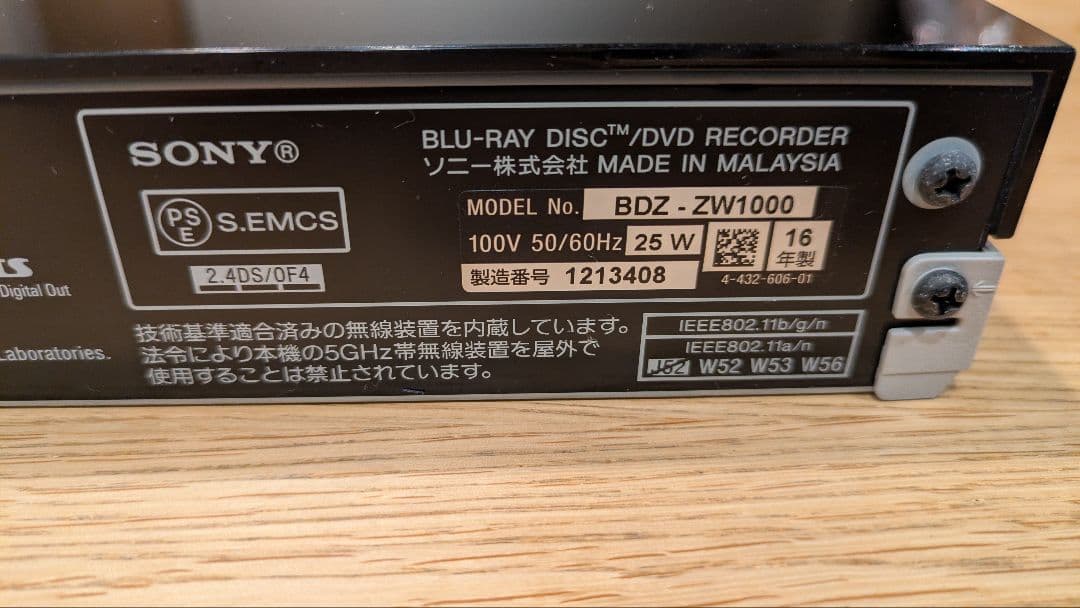 SONY®
BLU-RAY DISC™/DVD RECORDER
ソニー株式会社 MADE IN MALAYSIA
PSE S.EMCS
MODEL No. BDZ - ZW1000
100V 50/60Hz 25 W
16年製
2.4DS/OF4
製造番号 1213408
4-432-606-01
Digital Out
Laboratories.
技術基準適合済みの無線装置を内蔵しています。
法令により本機の5GHz帯無線装置を屋外で
使用することは禁止されています。
IEEE802.11b/g/n
IEEE802.11a/n
J52 W52 W53 W56